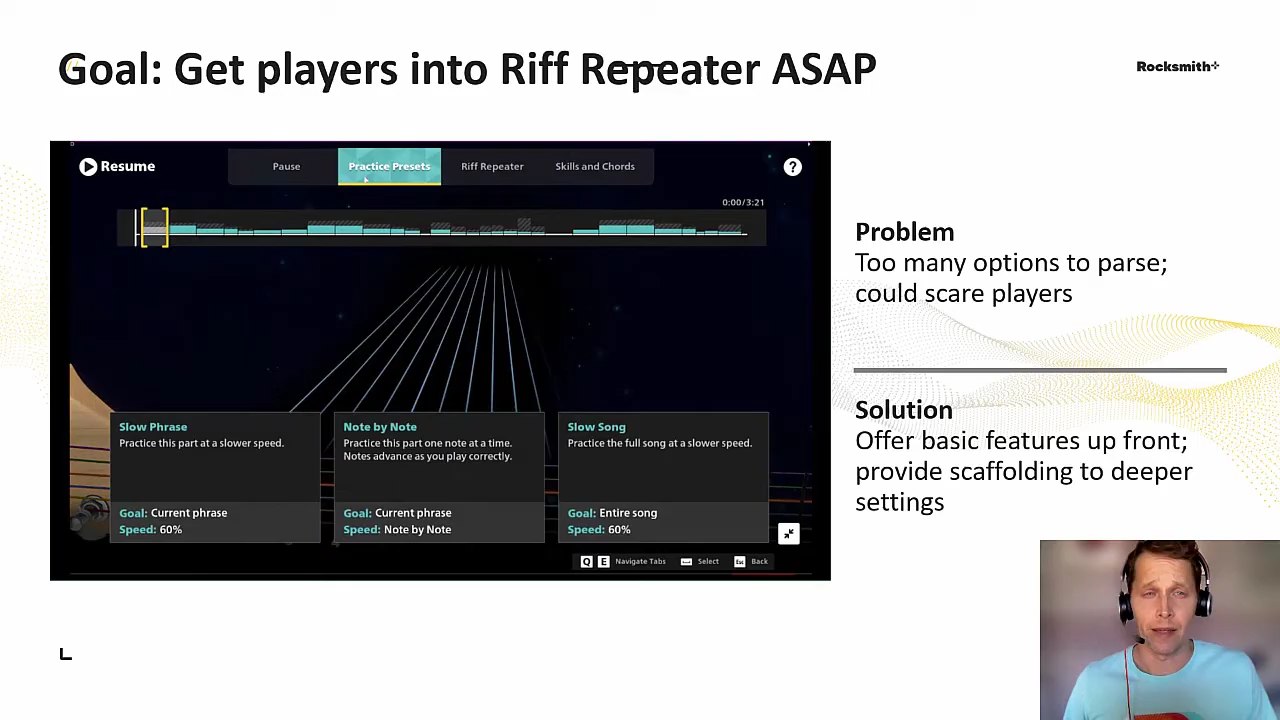 Goal: Get players into Riff Repeater ASAP
Rocksmith+
Resume
Pause
Practice Presets
Riff Repeater
Skills and Chords
?
0:00/3:21
Slow Phrase
Practice this part at a slower speed.
Goal: Current phrase
Speed: 60%
Note by Note
Practice this part one note at a time.
Notes advance as you play correctly.
Goal: Current phrase
Speed: Note by Note
Slow Song
Practice the full song at a slower speed.
Goal: Entire song
Speed: 60%
Q E Navigate Tabs
Select
Esc Back
Problem
Too many options to parse;
could scare players
Solution
Offer basic features up front;
provide scaffolding to deeper
settings